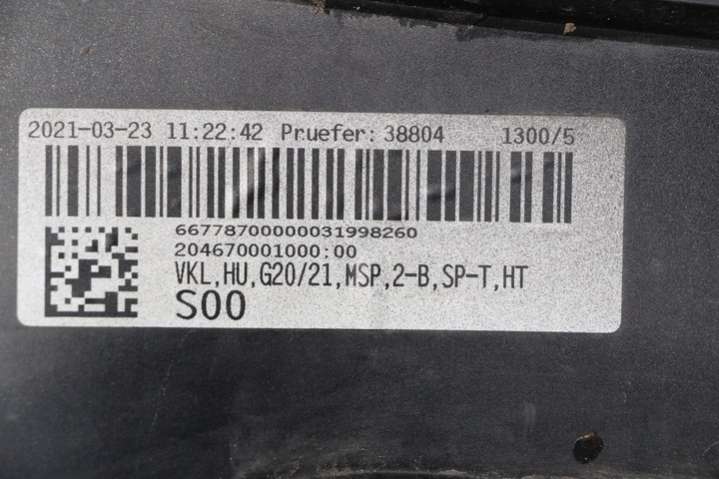 2021-03-23 11:22:42 Pruefer: 38804 1300/5
66778700000031998260
204670001000:00
VKL,HU,G20/21,MSP,2-B,SP-T,HT
S00